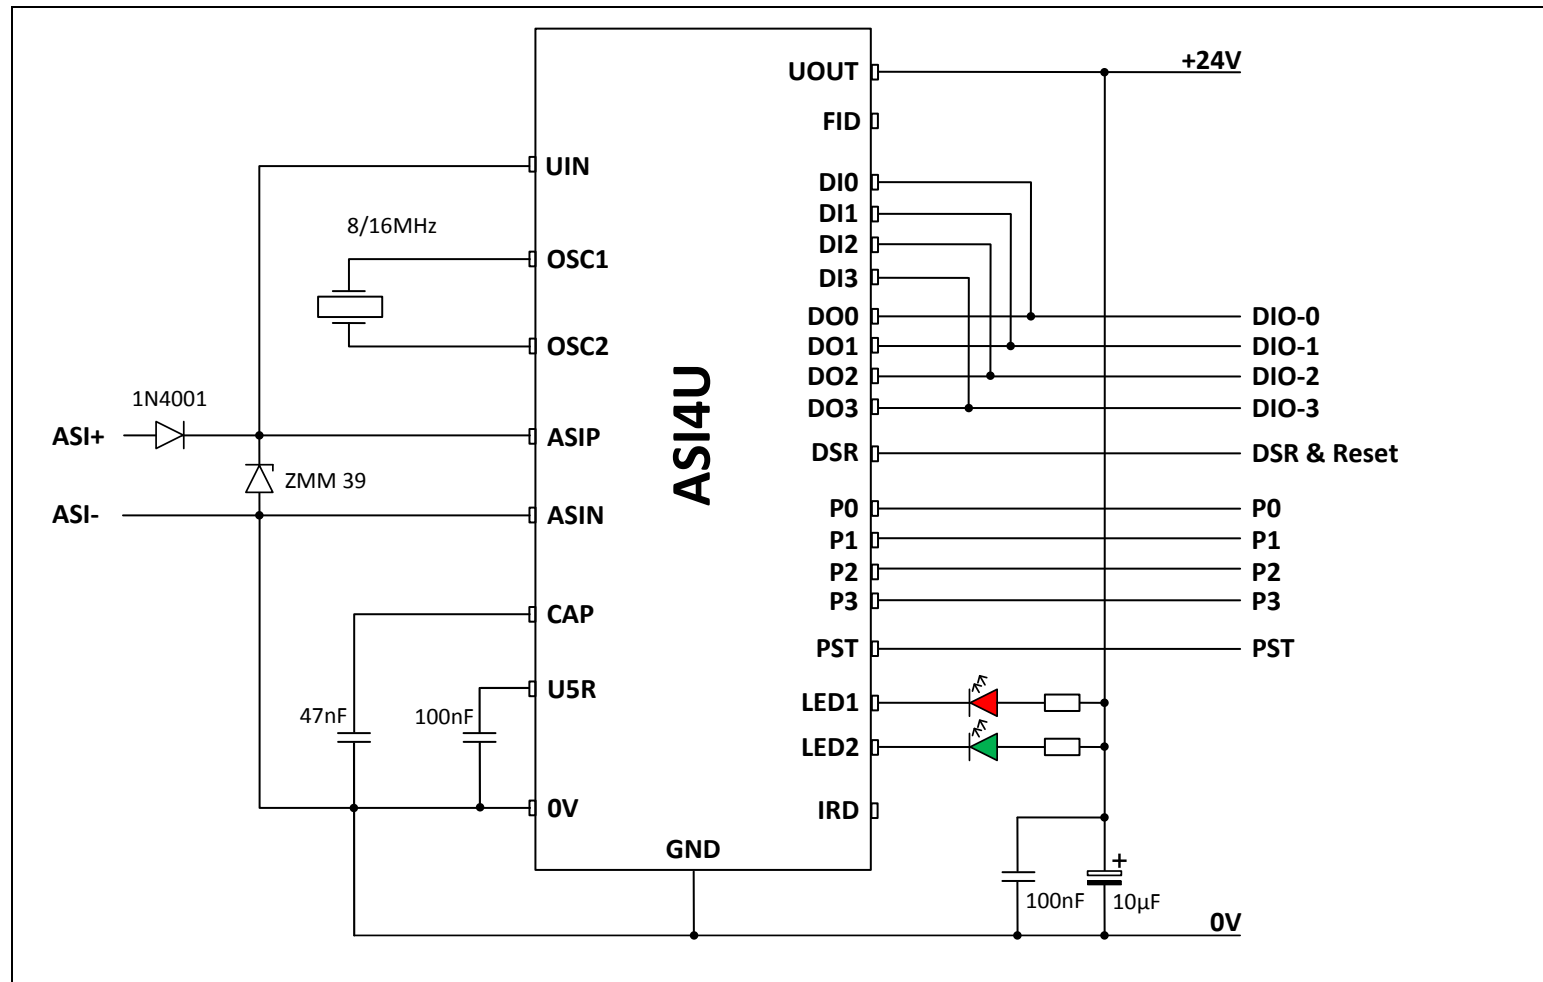 UOUT
+24V
FID
UIN
DI0
DI1
8/16MHz
DI2
OSC1
DI3
DO0
DIO-0
OSC2
DO1
DIO-1
DO2
DIO-2
1N4001
DO3
DIO-3
ASI+
ASIP
ASI4U
DSR
DSR & Reset
ZMM 39
ASI-
ASIN
P0
P0
P1
P1
P2
P2
P3
P3
CAP
PST
PST
U5R
LED1
47nF
100nF
LED2
0V
IRD
GND
+
100nF
10µF
0V